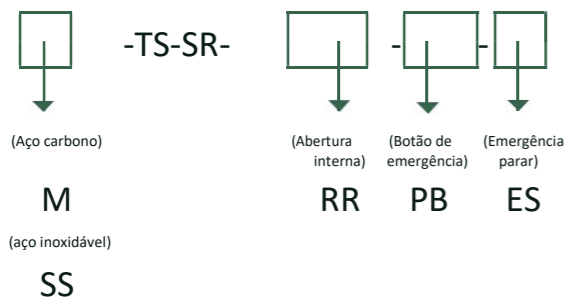 -TS-SR- - -
(Aço carbono) (Abertura interna) (Botão de emergência) (Emergência parar)
M RR PB ES
(aço inoxidável)
SS